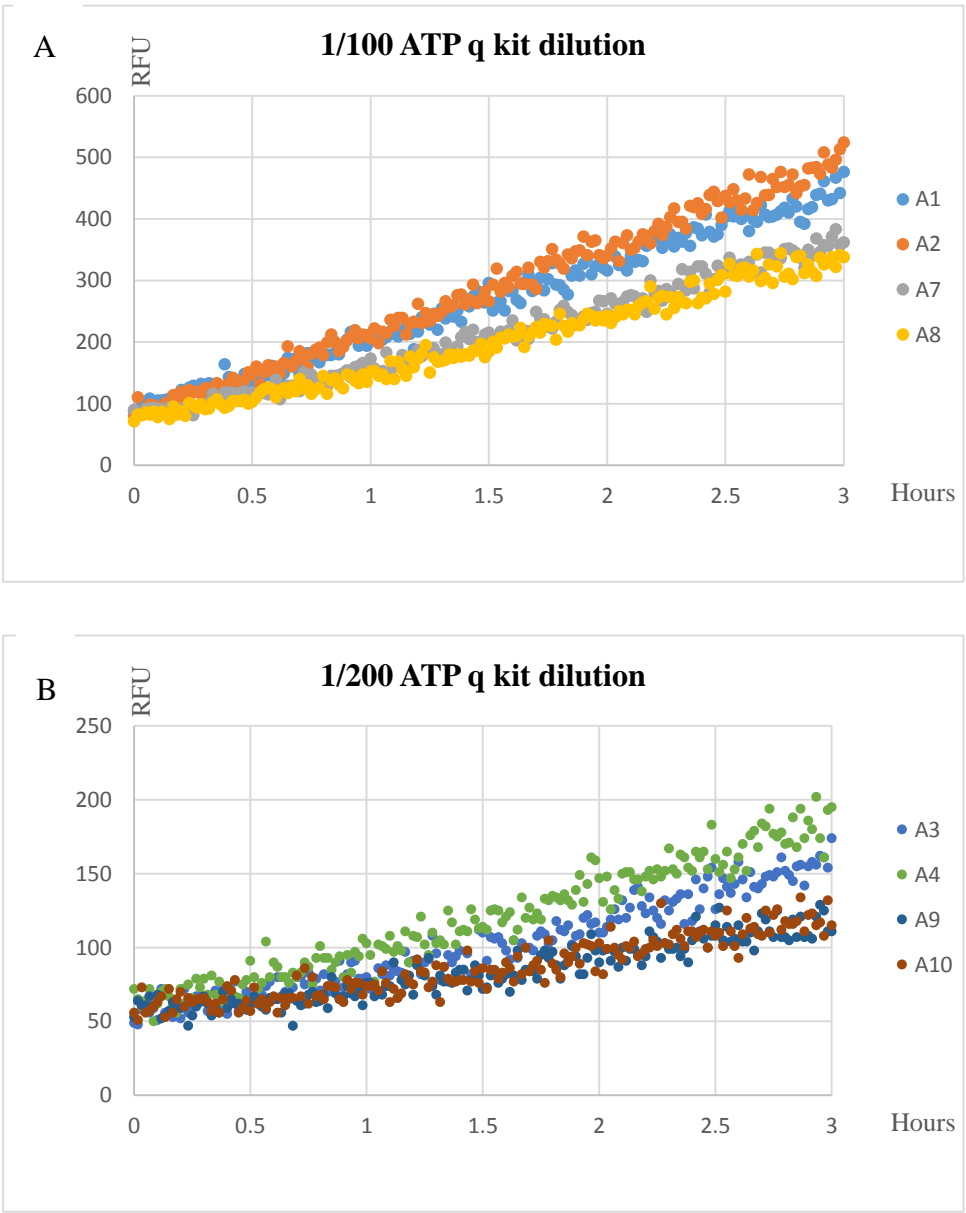 A
RFU
1/100 ATP q kit dilution
600
500
400
300
200
100
0
0 0.5 1 1.5 2 2.5 3 Hours
A1
A2
A7
A8
B
RFU
1/200 ATP q kit dilution
250
200
150
100
50
0
0 0.5 1 1.5 2 2.5 3 Hours
A3
A4
A9
A10